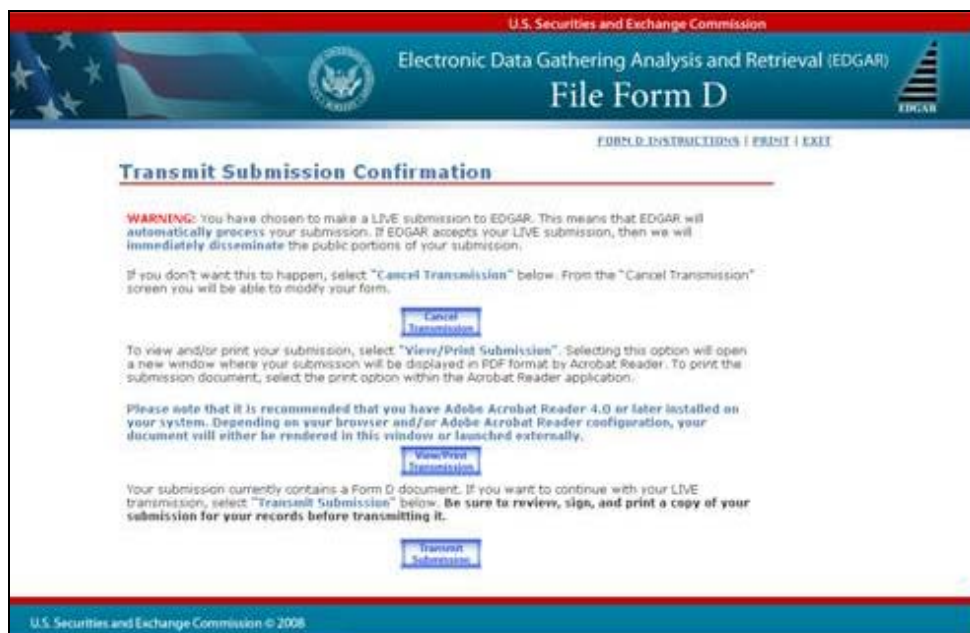 U.S. Securities and Exchange Commission
Electronic Data Gathering Analysis and Retrieval (EDGAR)
File Form D
EDGAR
FORM D INSTRUCTIONS | PRINT | EXIT
Transmit Submission Confirmation
WARNING: You have chosen to make a LIVE submission to EDGAR. This means that EDGAR will
automatically process your submission. If EDGAR accepts your LIVE submission, then we will
immediately disseminate the public portions of your submission.
If you don't want this to happen, select "Cancel Transmission" below. From the "Cancel Transmission"
screen you will be able to modify your form.
Cancel
Transmission
To view and/or print your submission, select "View/Print Submission". Selecting this option will open
a new window where your submission will be displayed in PDF format by Acrobat Reader. To print the
submission document, select the print option within the Acrobat Reader application.
Please note that it is recommended that you have Adobe Acrobat Reader 4.0 or later installed on
your system. Depending on your browser and/or Adobe Acrobat Reader configuration, your
document will either be rendered in this window or launched externally.
View/Print
Transmission
Your submission currently contains a Form D document. If you want to continue with your LIVE
transmission, select "Transmit Submission" below. Be sure to review, sign, and print a copy of your
submission for your records before transmitting it.
Transmit
Submission
U.S. Securities and Exchange Commission © 2008